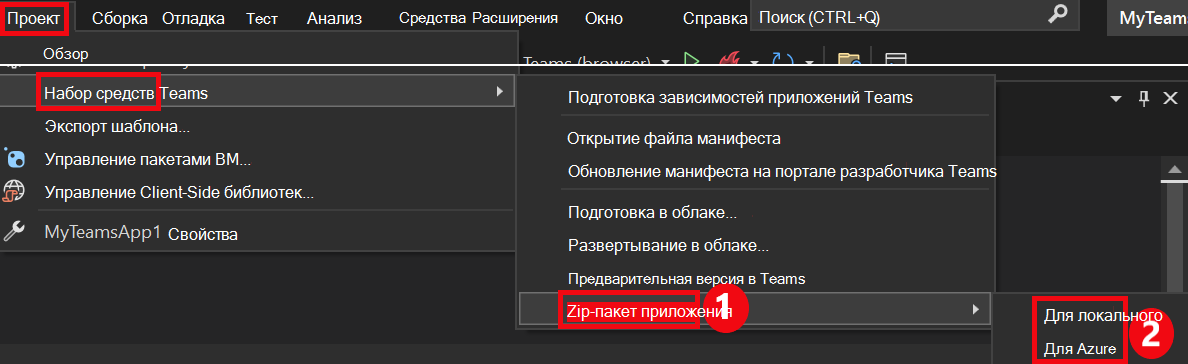 Проект Сборка Отладка Тест Анализ Средства Расширения Окно Справка Поиск (CTRL+Q) MyTeams
Обзор
Teams (browser)
Набор средств Teams
Экспорт шаблона...
Управление пакетами ВМ...
Управление Client-Side библиотек...
MyTeamsApp1 Свойства
Подготовка зависимостей приложений Teams
Открытие файла манифеста
Обновление манифеста на портале разработчика Teams
Подготовка в облаке...
Развертывание в облаке...
Предварительная версия в Teams
Zip-пакет приложения
1
Для локального
Для Azure
2